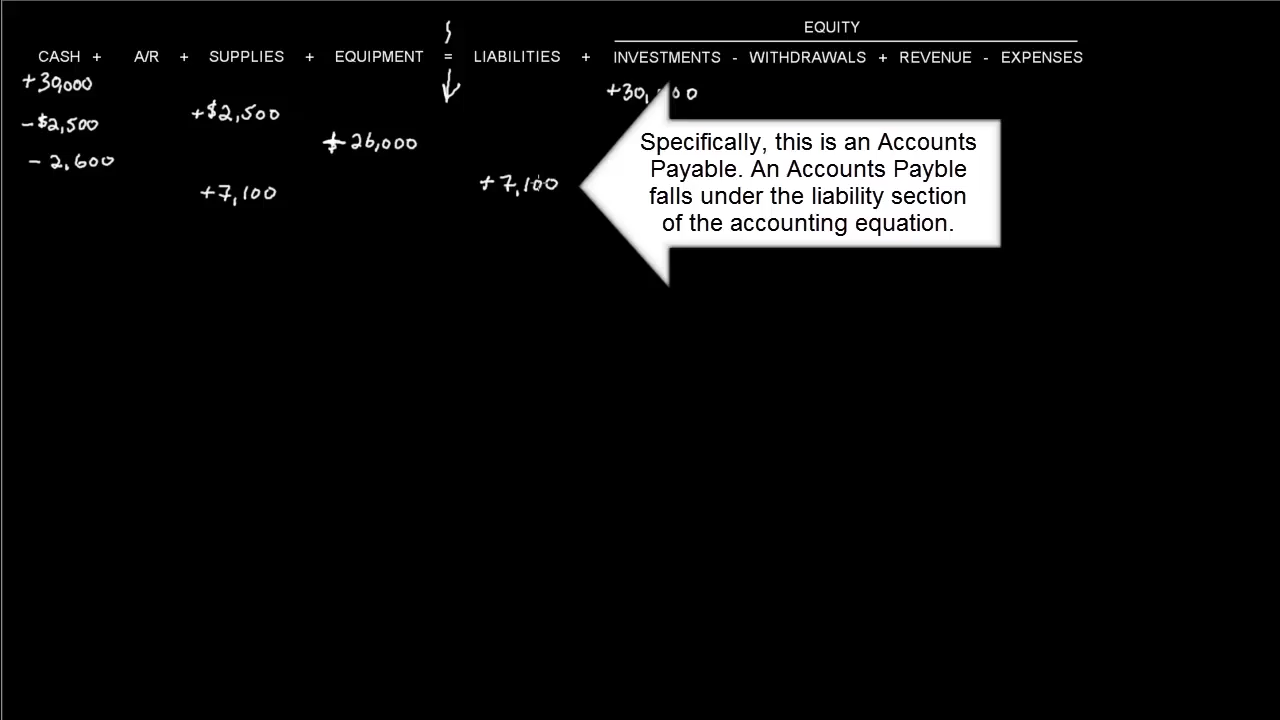 EQUITY
CASH + A/R + SUPPLIES + EQUIPMENT = LIABILITIES + INVESTMENTS - WITHDRAWALS + REVENUE - EXPENSES
+30,000
-$2,500 +$2,500
+26,000
-2,600
+7,100 +7,100
Specifically, this is an Accounts
Payable. An Accounts Payble
falls under the liability section
of the accounting equation.